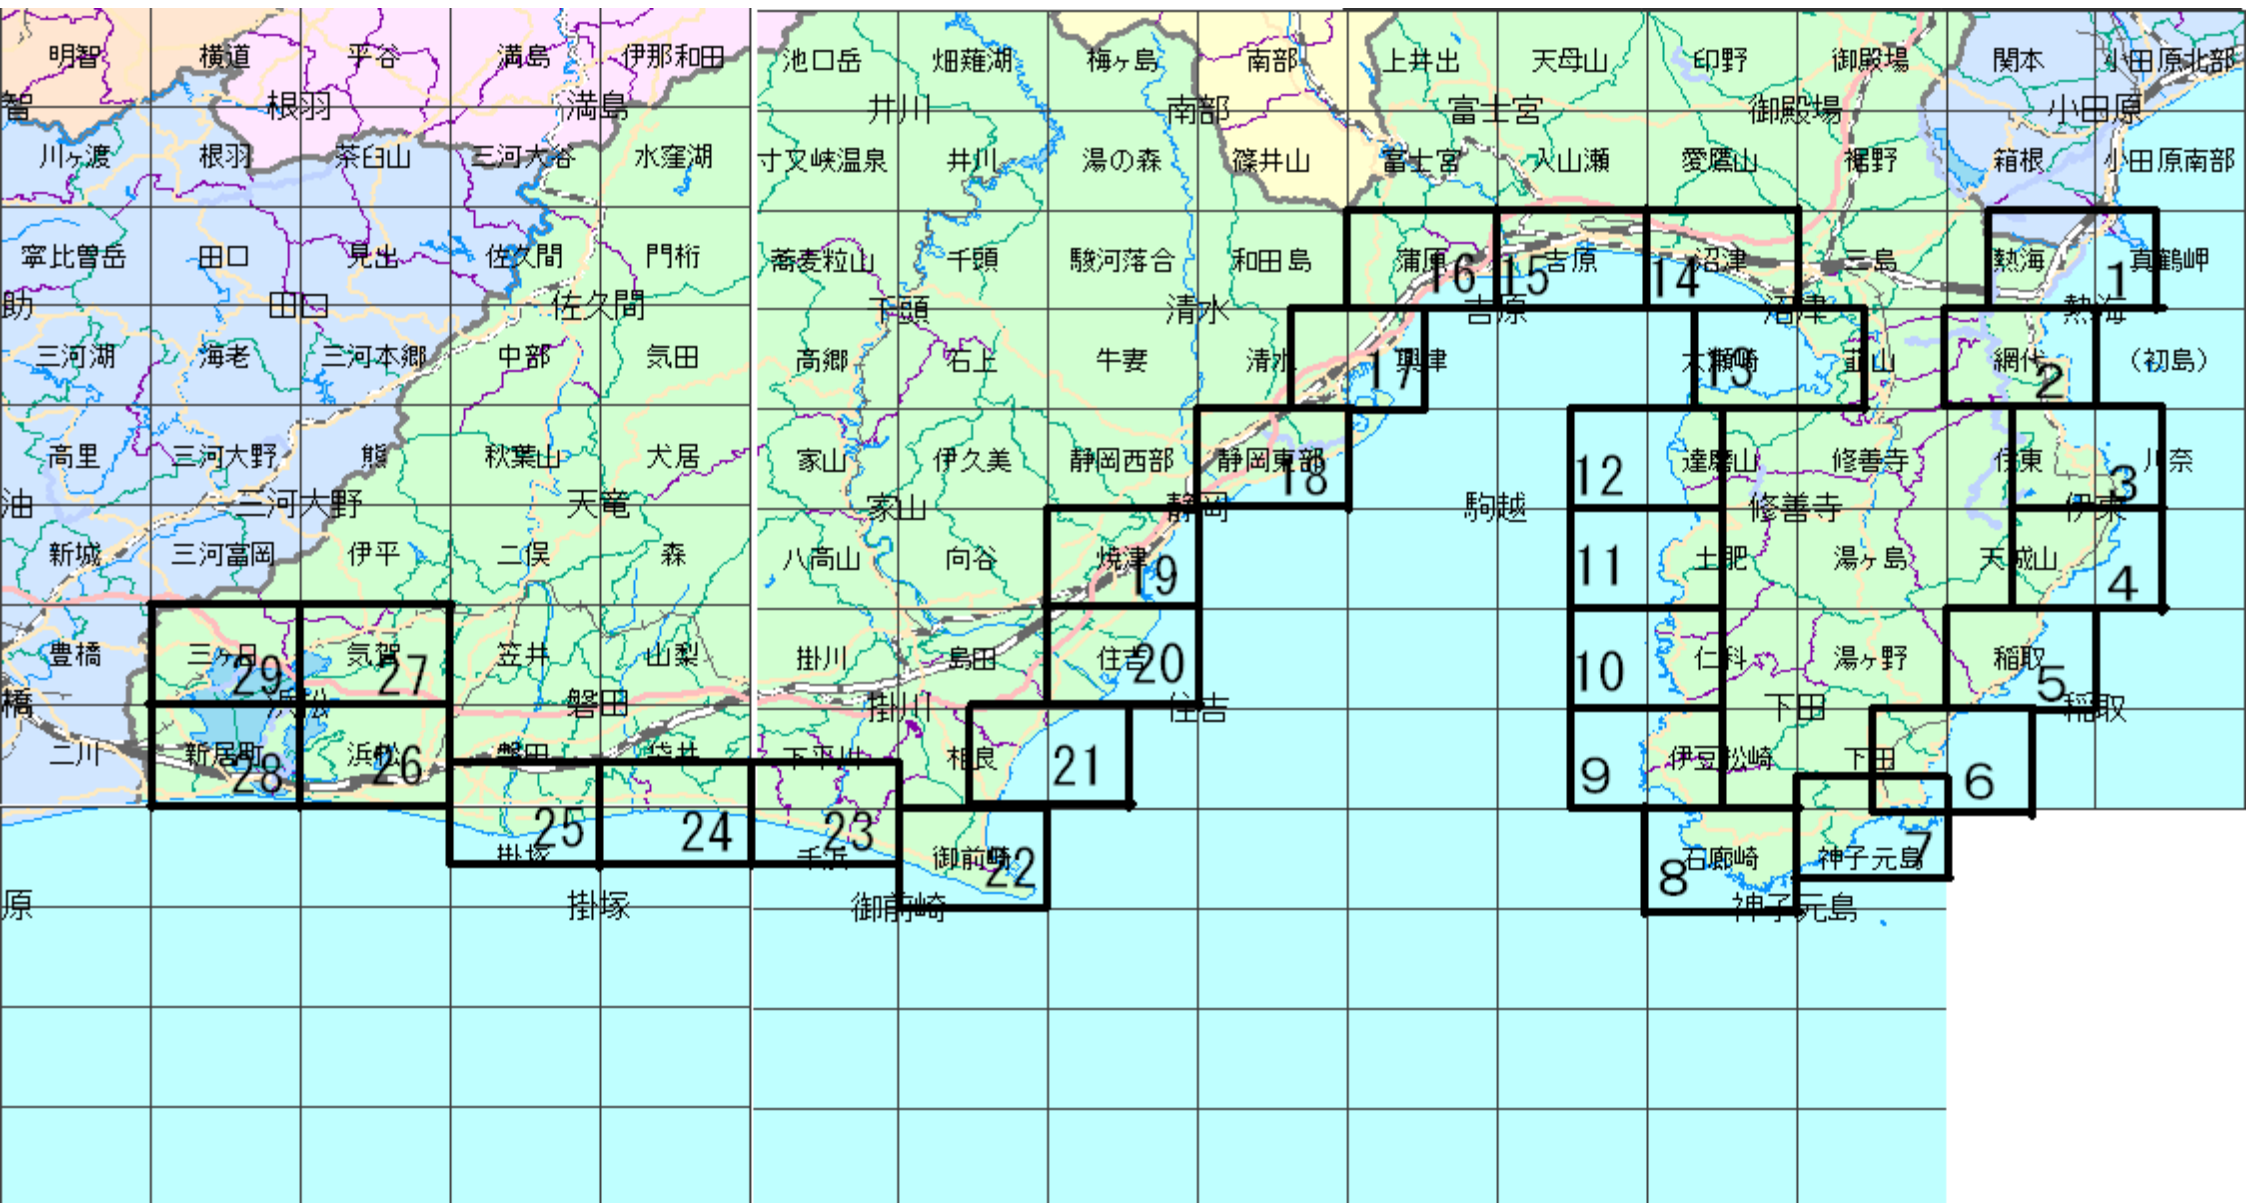 明智 横道 平谷 満島 伊那和田 池口岳 畑薙湖 梅ヶ島 南部 上井出 天母山 印野 御殿場 関本 小田原北部
智 根羽 満島 井川 南部 富士宮 御殿場 小田原
川ヶ渡 根羽 茶臼山 三河大谷 水窪湖 寸又峡温泉 井川 湯の森 篠井山 富士宮 入山瀬 愛鷹山 裾野 箱根 小田原南部
寧比曽岳 田口 見出 佐久間 門桁 蕎麦粒山 千頭 駿河落合 和田島 蒲原 16 15 吉原 14 沼津 三島 熱海 1 真鶴岬
助 田口 佐久間 千頭 清水 吉原 沼津 熱海
三河湖 海老 三河本郷 中部 気田 高郷 石上 牛妻 清水 17 興津 大瀬崎 13 韮山 網代 2 （初島）
高里 三河大野 熊 秋葉山 犬居 家山 伊久美 静岡西部 静岡東部 18 12 達磨山 修善寺 伊東 3 川奈
油 三河大野 天竜 家山 静岡 駒越 修善寺 伊東
新城 三河富岡 伊平 二俣 森 八高山 向谷 焼津 19 11 土肥 湯ヶ島 天城山 4
豊橋 三ヶ日 29 気賀 27 笠井 山梨 掛川 島田 住吉 20 10 仁科 湯ヶ野 稲取 5
橋 浜松 磐田 掛川 住吉 下田 稲取
二川 新居町 28 浜松 26 磐田 袋井 下平川 相良 21 9 伊豆松崎 下田 6
25 掛塚 24 23 千浜 御前崎 22 8 石廊崎 神子元島 7
原 掛塚 御前崎 神子元島